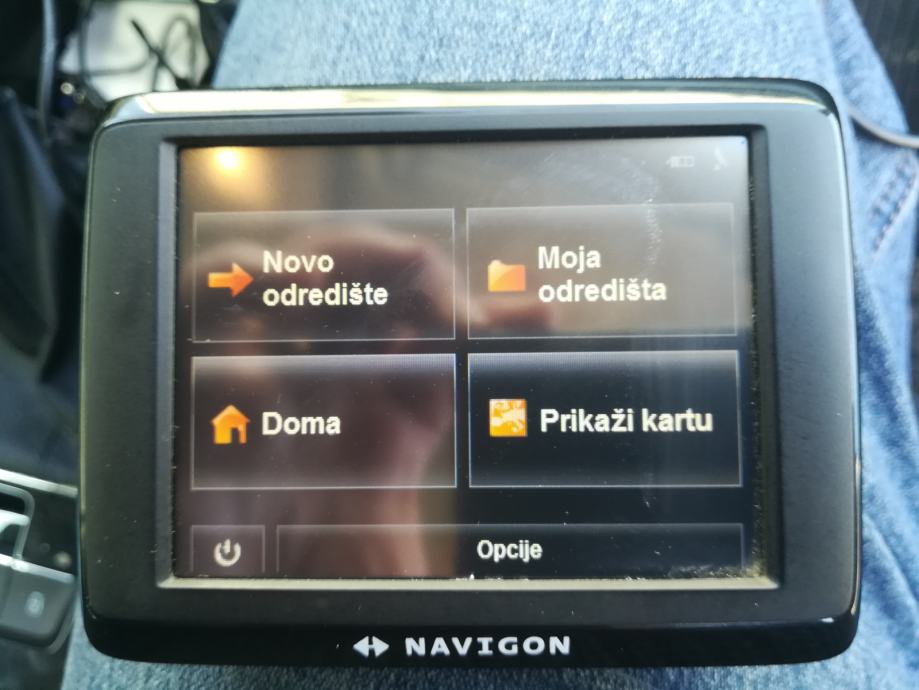 Novo
odredište
Moja
odredišta
Doma
Prikaži kartu
Opcije
NAVIGON